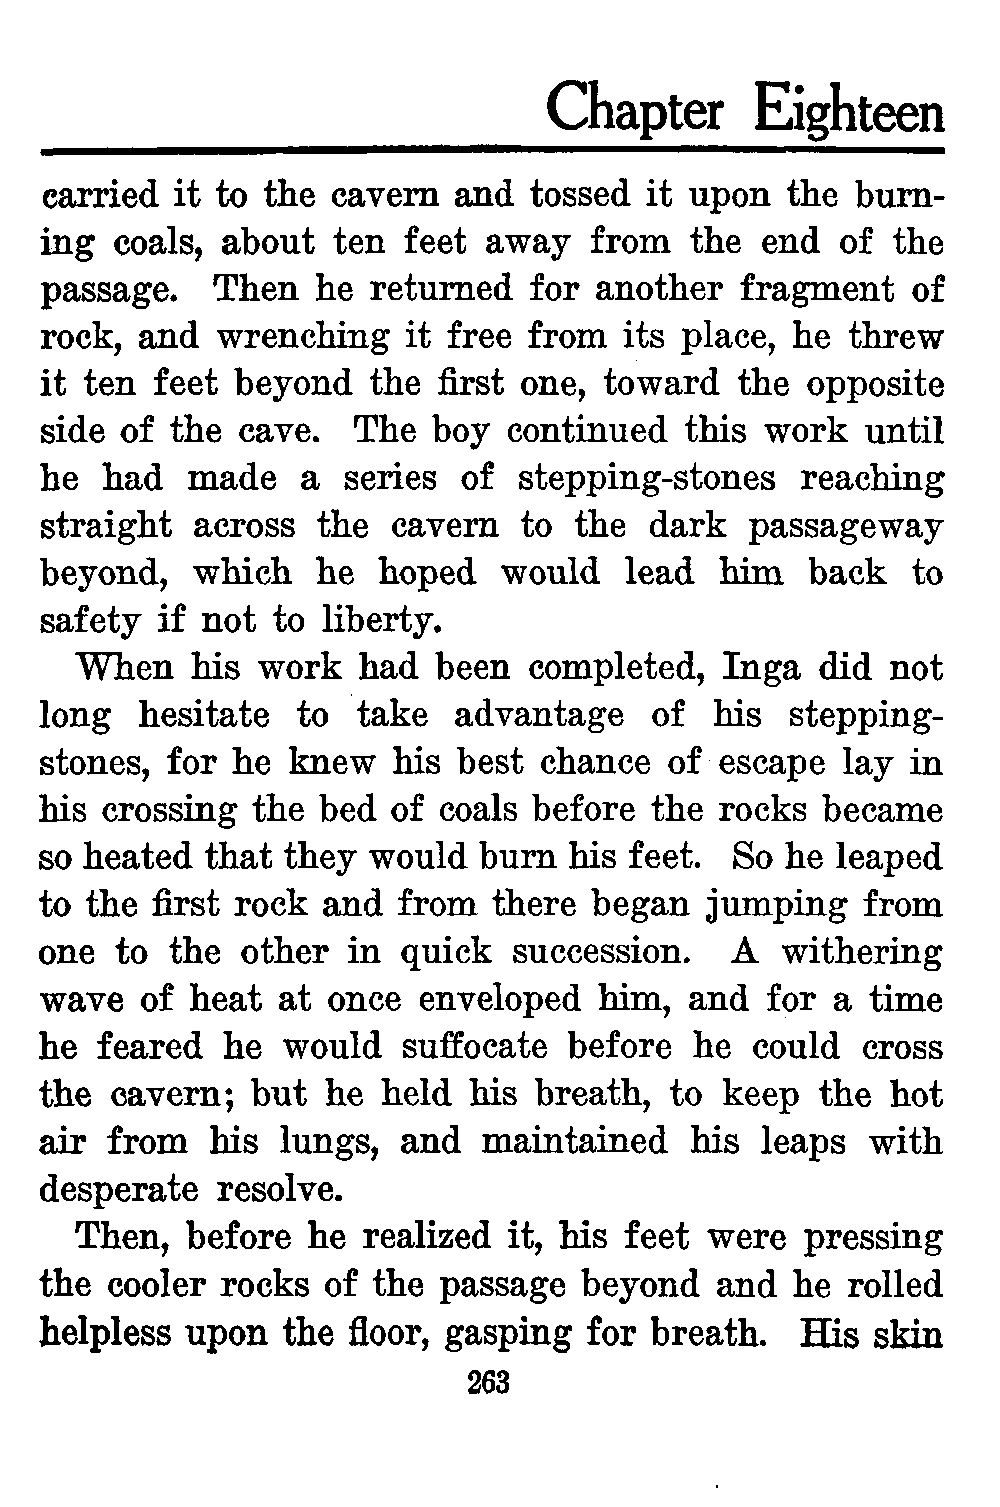 Chapter Eighteen
carried it to the cavern and tossed it upon the burn-
ing coals, about ten feet away from the end of the
passage. Then he returned for another fragment of
rock, and wrenching it free from its place, he threw
it ten feet beyond the first one, toward the opposite
side of the cave. The boy continued this work until
he had made a series of stepping-stones reaching
straight across the cavern to the dark passageway
beyond, which he hoped would lead him back to
safety if not to liberty.
When his work had been completed, Inga did not
long hesitate to take advantage of his stepping-
stones, for he knew his best chance of escape lay in
his crossing the bed of coals before the rocks became
so heated that they would burn his feet. So he leaped
to the first rock and from there began jumping from
one to the other in quick succession. A withering
wave of heat at once enveloped him, and for a time
he feared he would suffocate before he could cross
the cavern; but he held his breath, to keep the hot
air from his lungs, and maintained his leaps with
desperate resolve.
Then, before he realized it, his feet were pressing
the cooler rocks of the passage beyond and he rolled
helpless upon the floor, gasping for breath. His skin
263